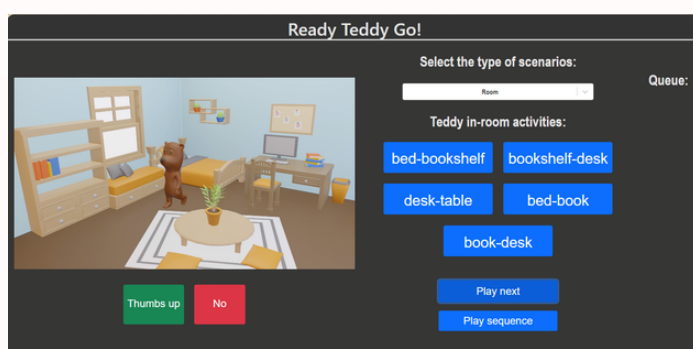 Ready Teddy Go!
Select the type of scenarios:
Queue:
Room
Teddy in-room activities:
bed-bookshelf
bookshelf-desk
desk-table
bed-book
book-desk
Thumbs up
No
Play next
Play sequence